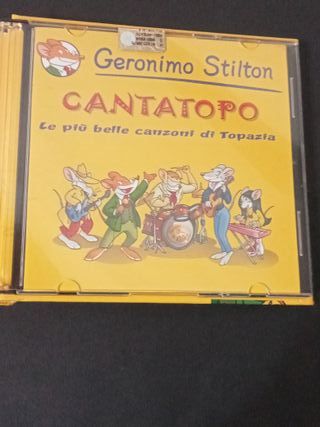 Geronimo Stilton
CANTATOPO
Le più belle canzoni di Topazia